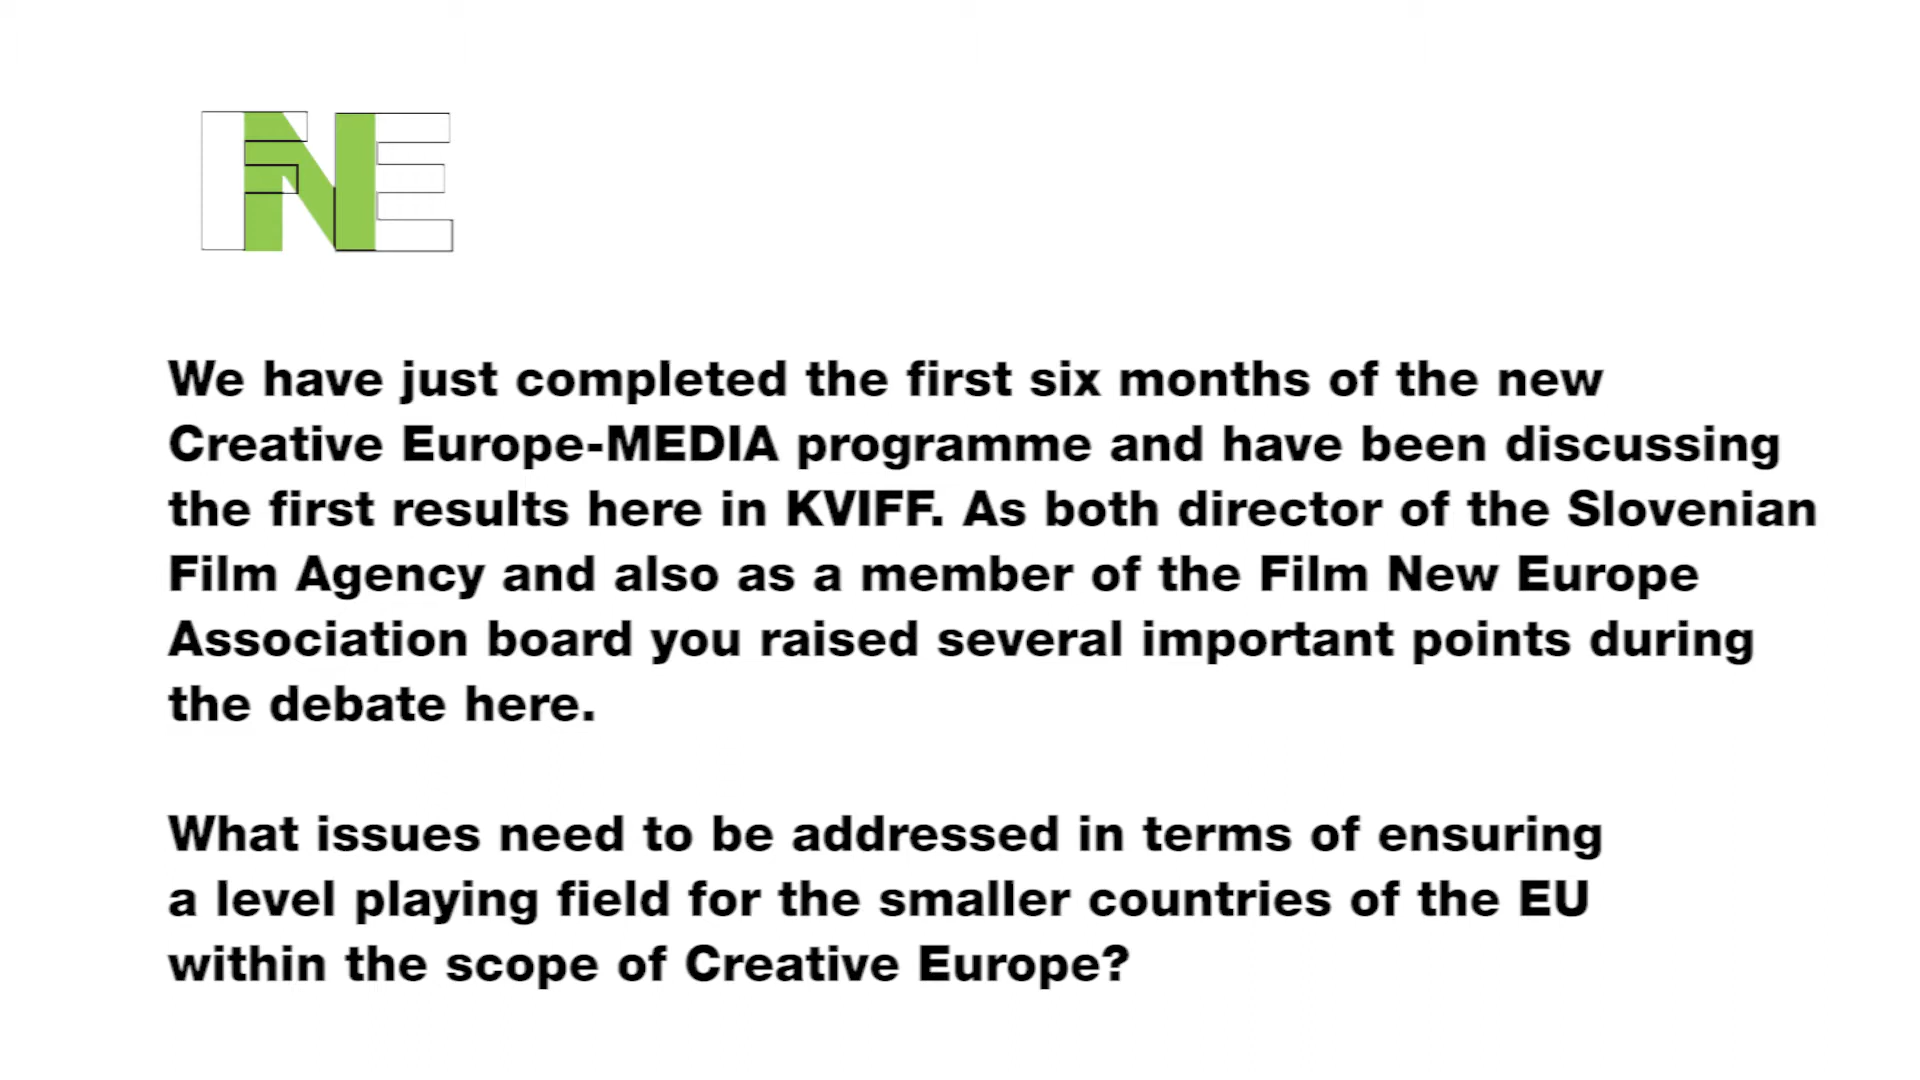 FNE
We have just completed the first six months of the new
Creative Europe-MEDIA programme and have been discussing
the first results here in KVIFF. As both director of the Slovenian
Film Agency and also as a member of the Film New Europe
Association board you raised several important points during
the debate here.
What issues need to be addressed in terms of ensuring
a level playing field for the smaller countries of the EU
within the scope of Creative Europe?